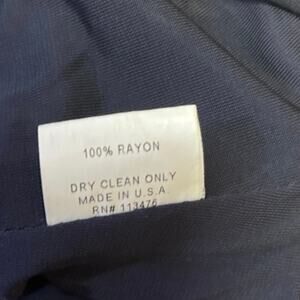 100% RAYON
DRY CLEAN ONLY
MADE IN U.S.A.
RN# 113476